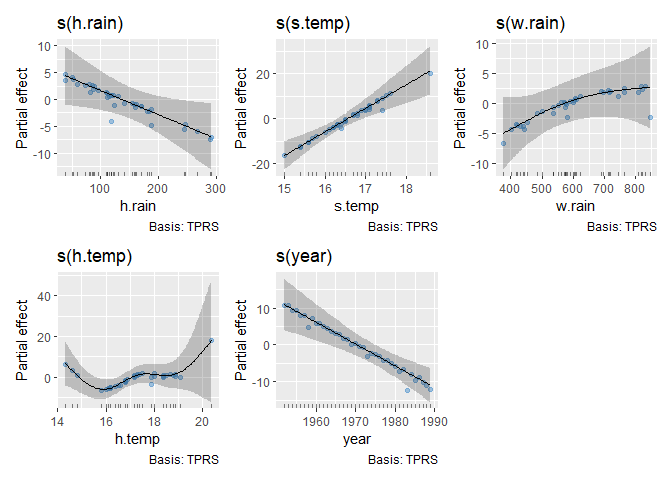 s(h.rain)
Partial effect
10
5
0
-5
-10
100
200
300
h.rain
Basis: TPRS
s(s.temp)
Partial effect
20
0
-20
15
16
17
18
s.temp
Basis: TPRS
s(w.rain)
Partial effect
10
5
0
-5
-10
400
500
600
700
800
w.rain
Basis: TPRS
s(h.temp)
Partial effect
40
20
0
14
16
18
20
h.temp
Basis: TPRS
s(year)
Partial effect
10
0
-10
1960
1970
1980
1990
year
Basis: TPRS